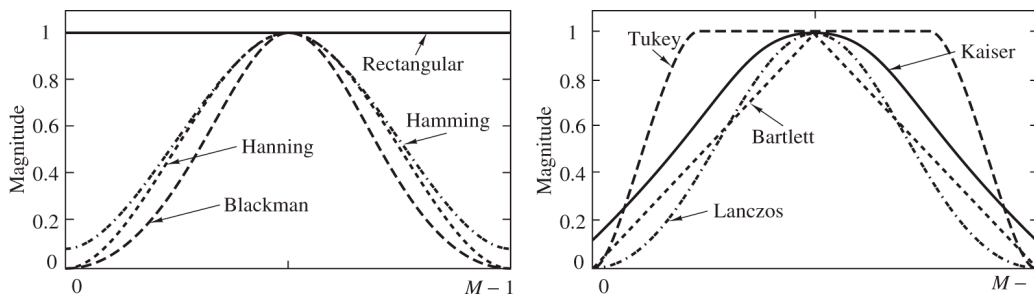 1
0.8
0.6
0.4
0.2
0
Magnitude
Rectangular
Hamming
Hanning
Blackman
0
M – 1
1
0.8
0.6
0.4
0.2
0
Magnitude
Tukey
Kaiser
Bartlett
Lanczos
0
M –